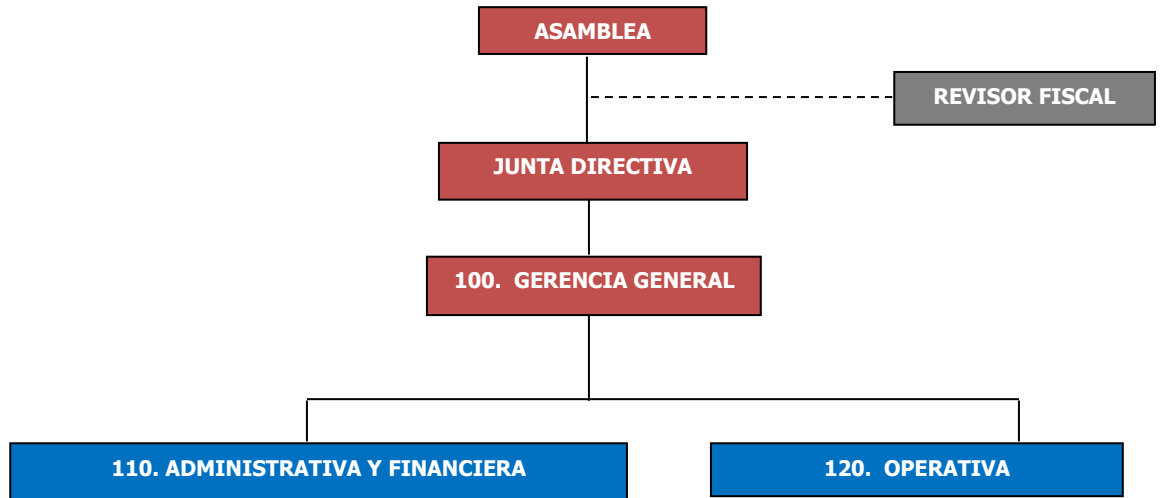 ASAMBLEA
REVISOR FISCAL
JUNTA DIRECTIVA
100. GERENCIA GENERAL
110. ADMINISTRATIVA Y FINANCIERA
120. OPERATIVA